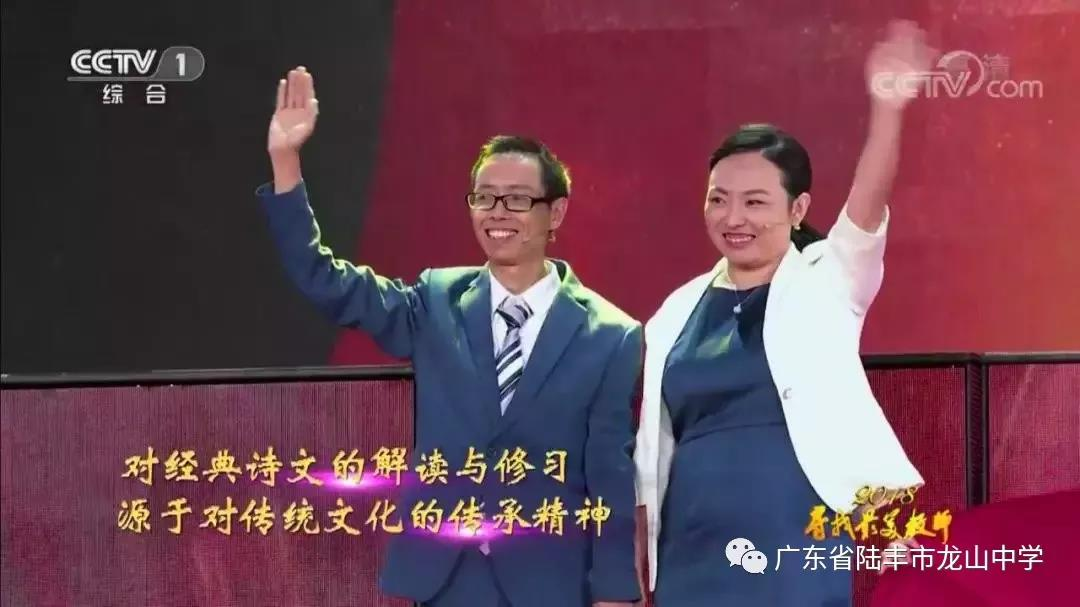 CCTV 1
综合
CCTV.com
高清
对经典诗文的解读与修习
源于对传统文化的传承精神
2018
寻找最美教师
广东省陆丰市龙山中学